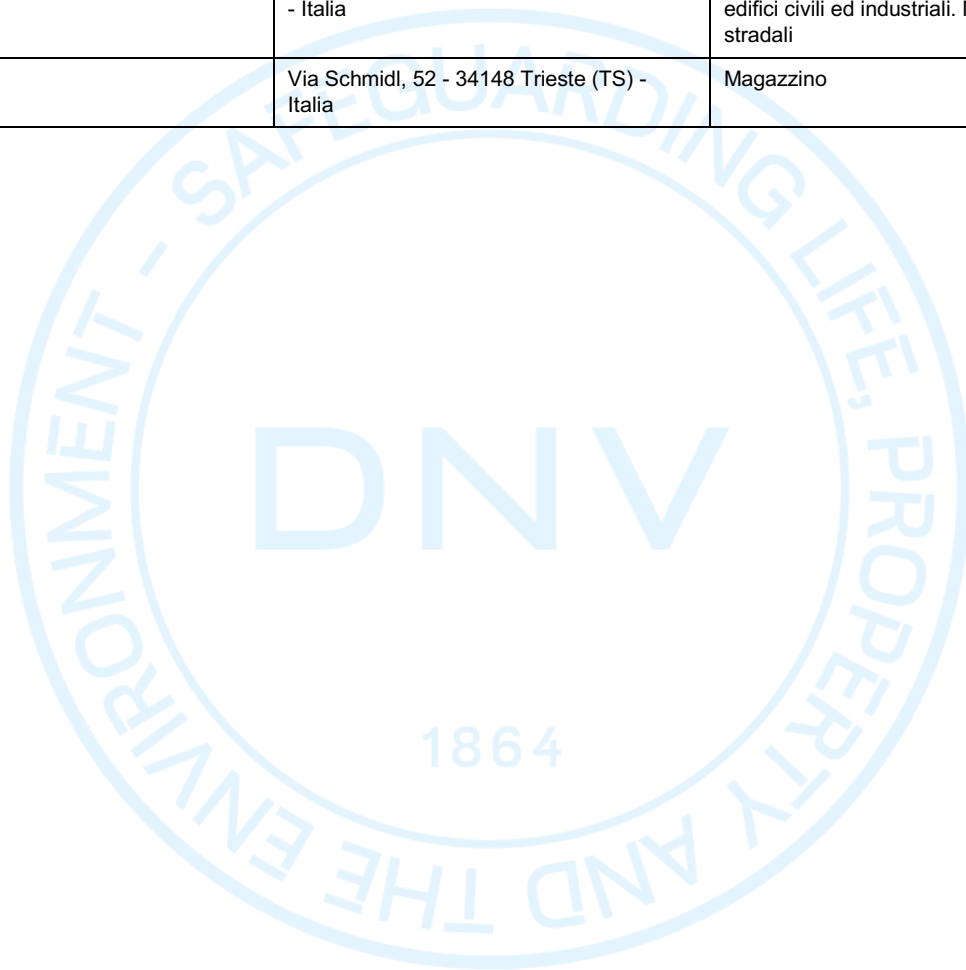 - Italia
edifici civili ed industriali.
stradali
Via Schmidl, 52 - 34148 Trieste (TS) -
Italia
Magazzino
SAFEGUARDING LIFE, PROPERTY AND THE ENVIRONMENT -
DNV
1864